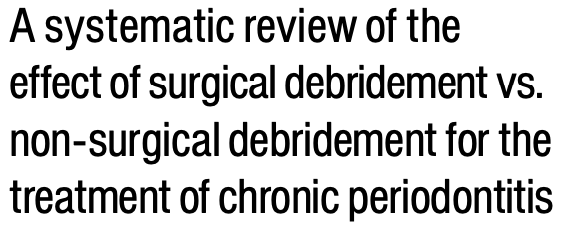 A systematic review of the
effect of surgical debridement vs.
non-surgical debridement for the
treatment of chronic periodontitis